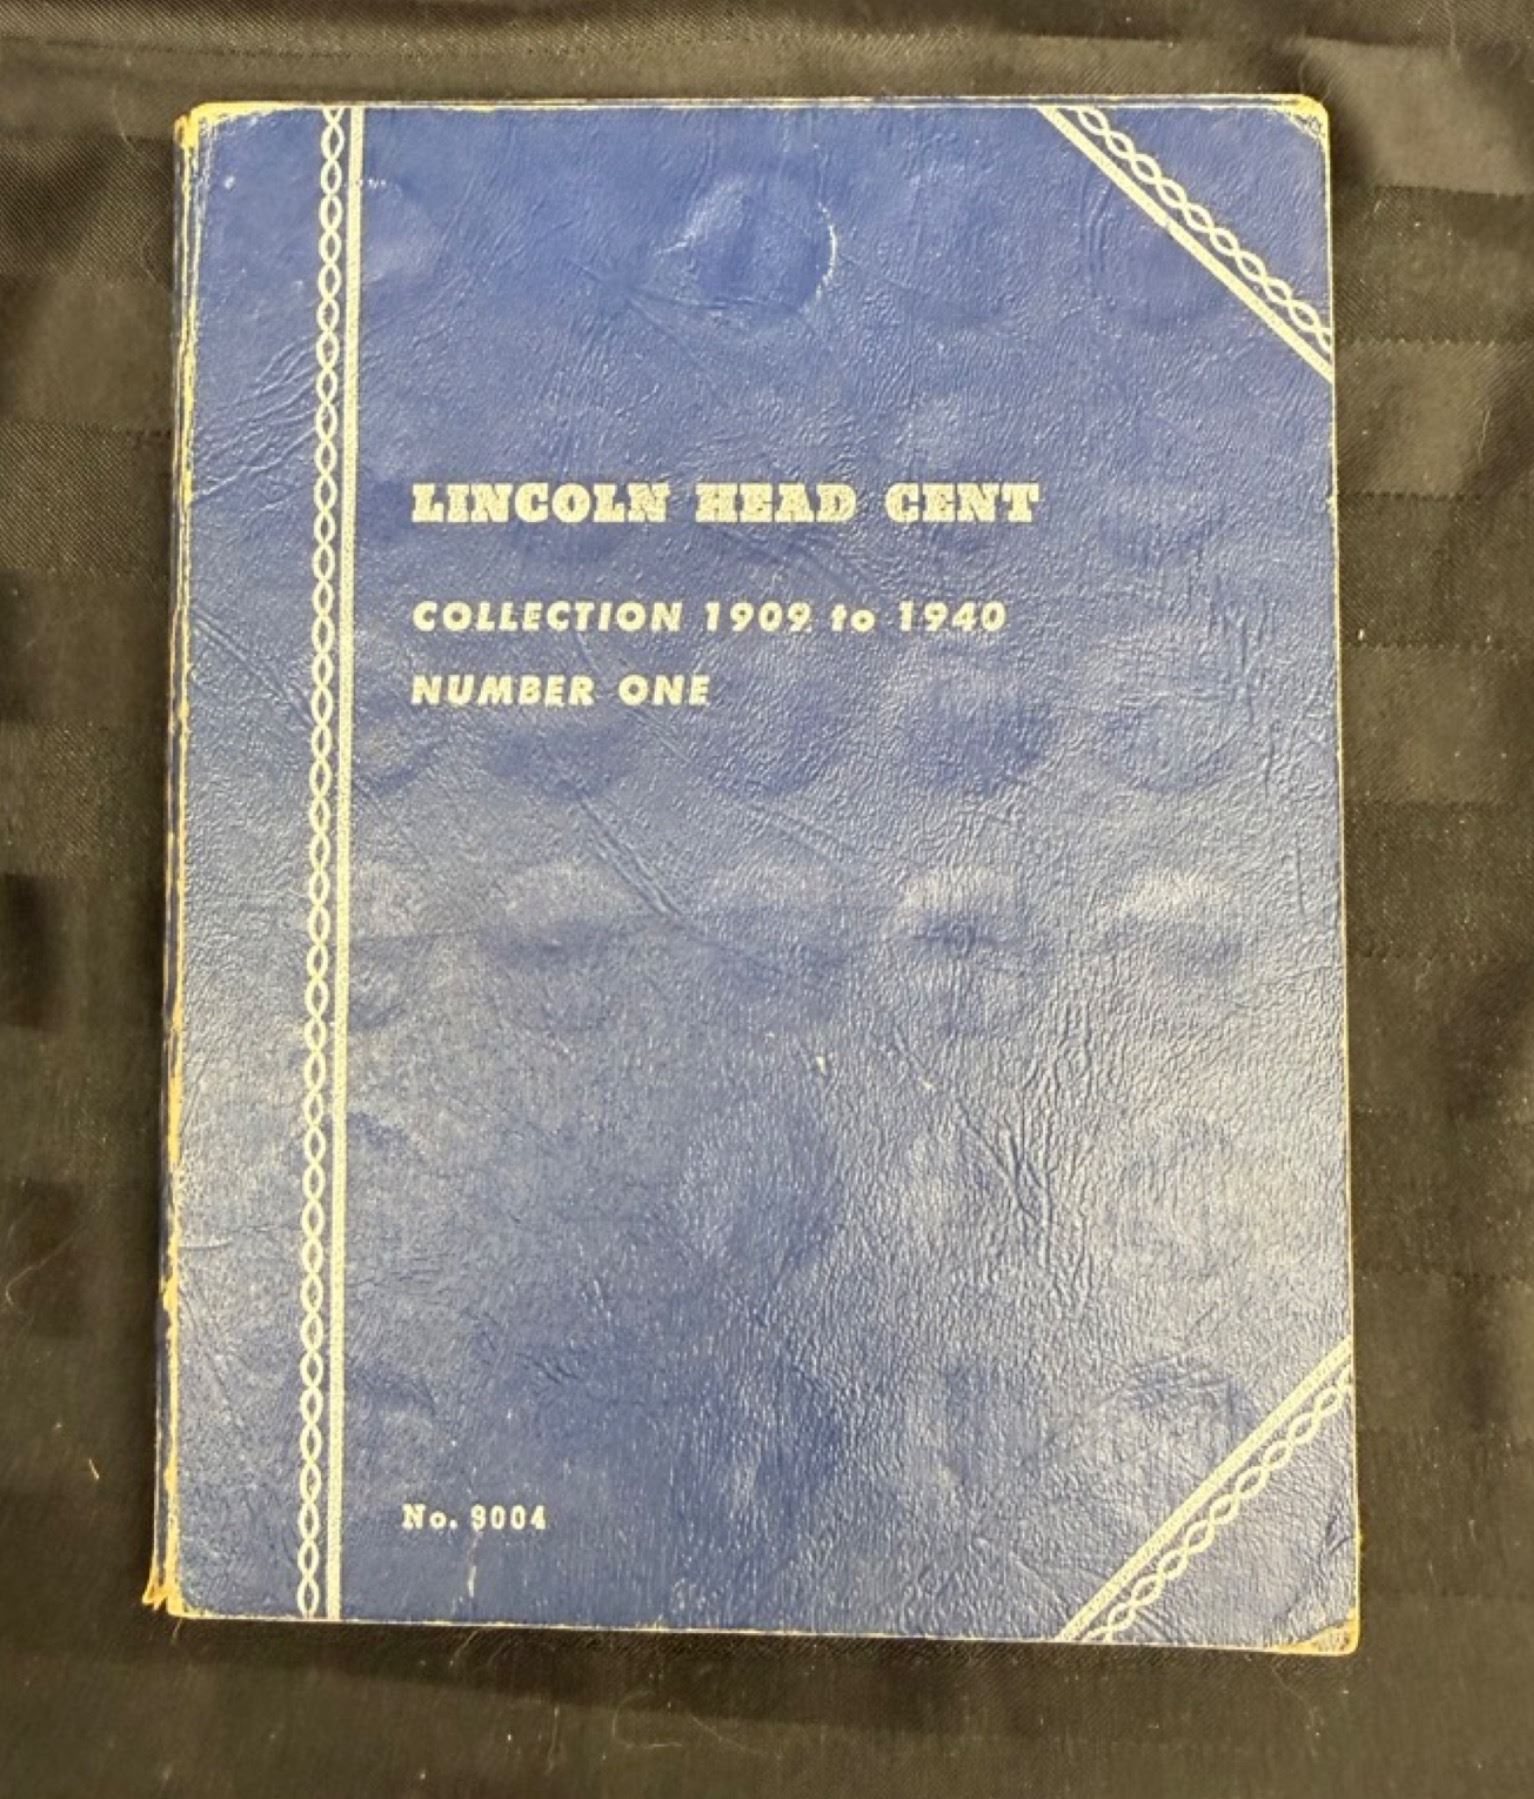 LINCOLN HEAD CENT
COLLECTION 1909 to 1940
NUMBER ONE
No. 9004